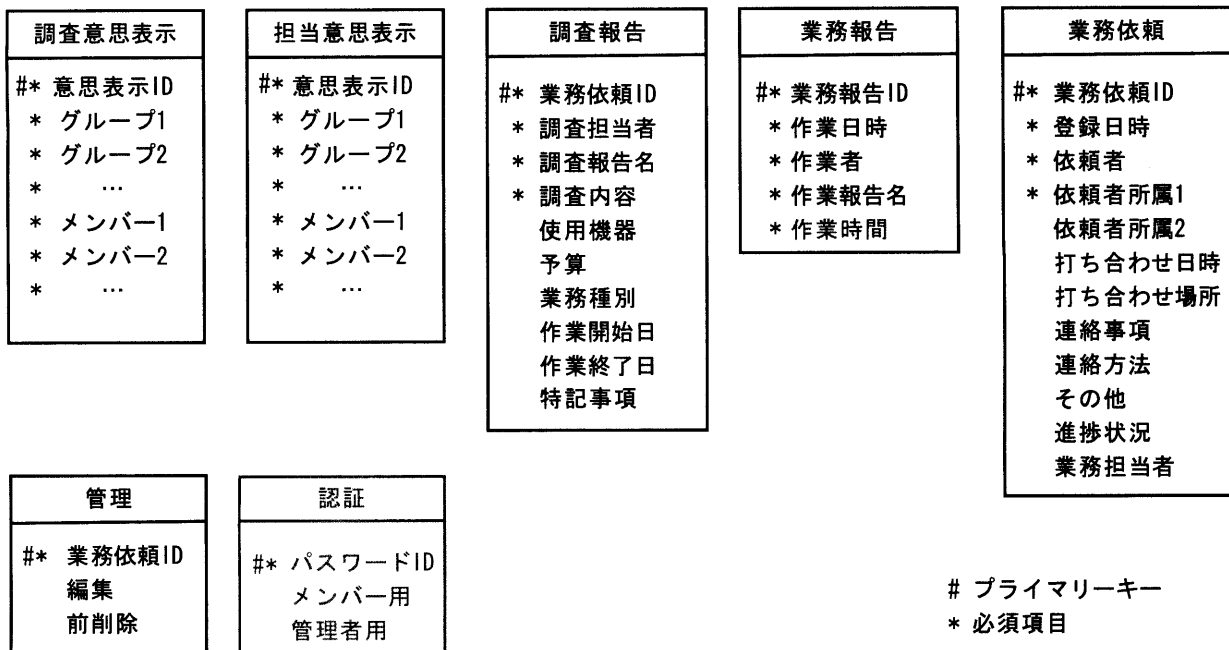 調査意思表示
#* 意思表示ID
* グループ1
* グループ2
* …
* メンバー1
* メンバー2
* …
担当意思表示
#* 意思表示ID
* グループ1
* グループ2
* …
* メンバー1
* メンバー2
* …
調査報告
#* 業務依頼ID
* 調査担当者
* 調査報告名
* 調査内容
使用機器
予算
業務種別
作業開始日
作業終了日
特記事項
業務報告
#* 業務報告ID
* 作業日時
* 作業者
* 作業報告名
* 作業時間
業務依頼
#* 業務依頼ID
* 登録日時
* 依頼者
* 依頼者所属1
依頼者所属2
打ち合わせ日時
打ち合わせ場所
連絡事項
連絡方法
その他
進捗状況
業務担当者
管理
#* 業務依頼ID
編集
前削除
認証
#* パスワードID
メンバー用
管理者用
# プライマリーキー
* 必須項目